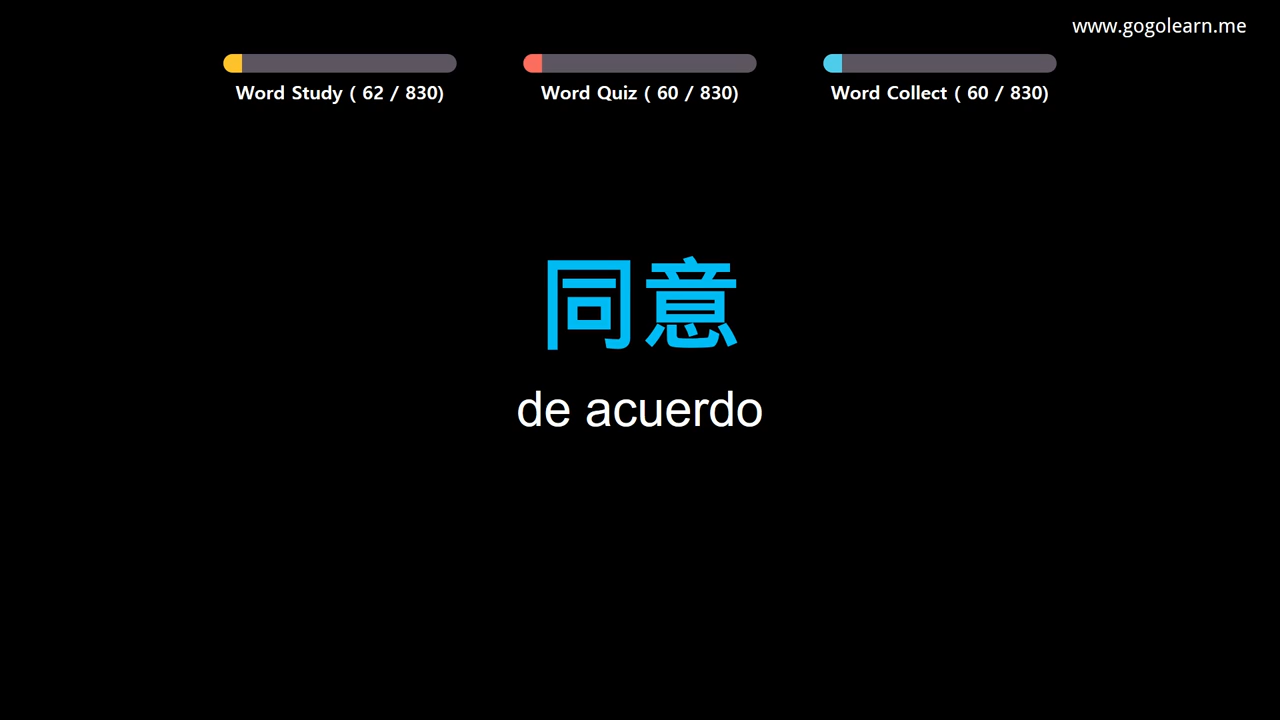 www.gogolearn.me
Word Study ( 62 / 830)
Word Quiz ( 60 / 830)
Word Collect ( 60 / 830)
同意
de acuerdo